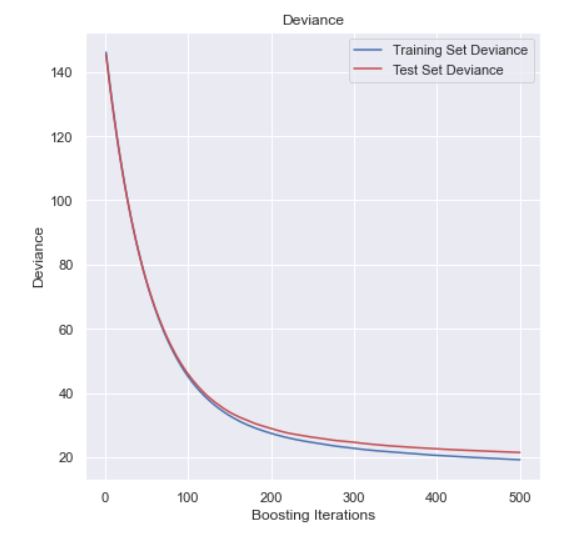 Deviance
Training Set Deviance
Test Set Deviance
140
120
100
80
60
40
20
Deviance
0 100 200 300 400 500
Boosting Iterations